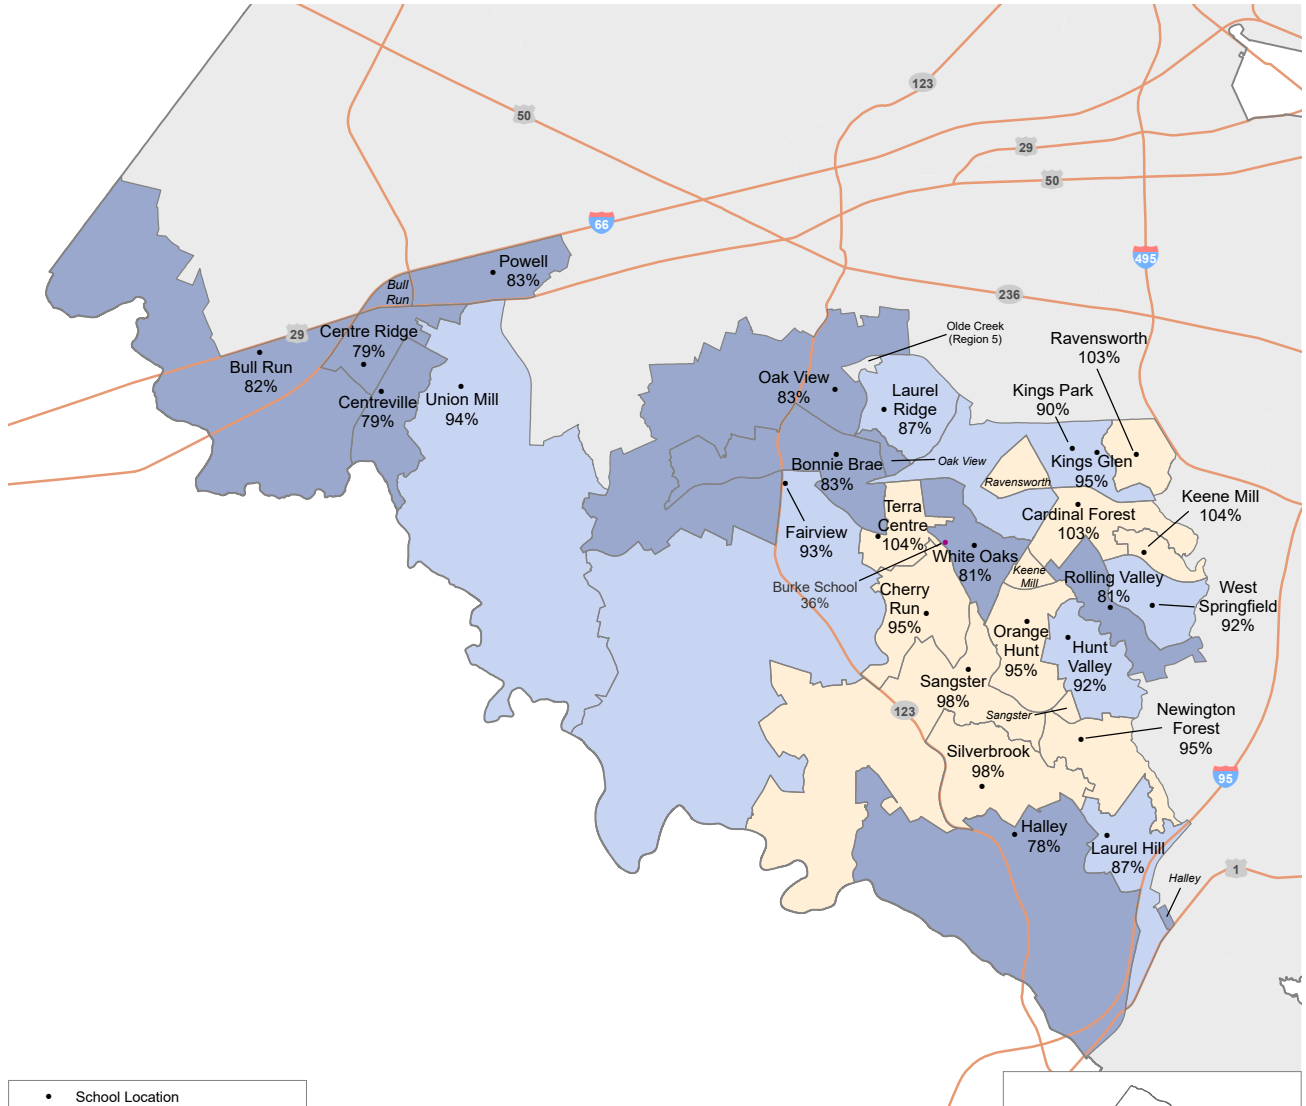 123
50
29
50
66
495
236
Powell
83%
Bull
Run
29
Centre Ridge
79%
Bull Run
82%
Centreville
79%
Union Mill
94%
Olde Creek
(Region 5)
Ravensworth
103%
Oak View
83%
Laurel
Ridge
87%
Kings Park
90%
Bonnie Brae
83%
Oak View
Kings Glen
95%
Ravensworth
Keene Mill
104%
Terra
Centre
104%
Cardinal Forest
103%
Fairview
93%
White Oaks
81%
Burke School
36%
Keene
Mill
Rolling Valley
81%
West
Springfield
92%
Cherry
Run
95%
Orange
Hunt
95%
Hunt
Valley
92%
Sangster
98%
123
Sangster
Newington
Forest
95%
Silverbrook
98%
95
Halley
78%
Laurel Hill
87%
Halley
1
School Location